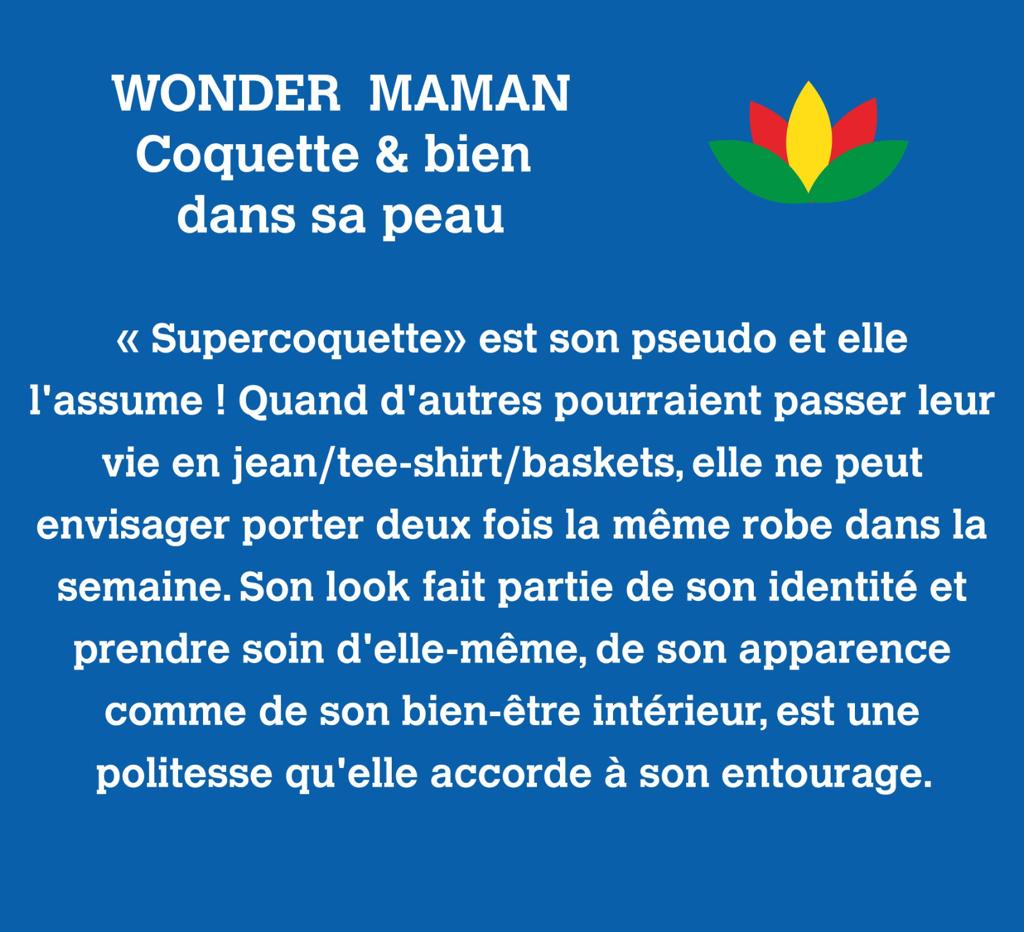 WONDER MAMAN
Coquette & bien
dans sa peau
« Supercoquette» est son pseudo et elle
l'assume ! Quand d'autres pourraient passer leur
vie en jean/tee-shirt/baskets, elle ne peut
envisager porter deux fois la même robe dans la
semaine. Son look fait partie de son identité et
prendre soin d'elle-même, de son apparence
comme de son bien-être intérieur, est une
politesse qu'elle accorde à son entourage.